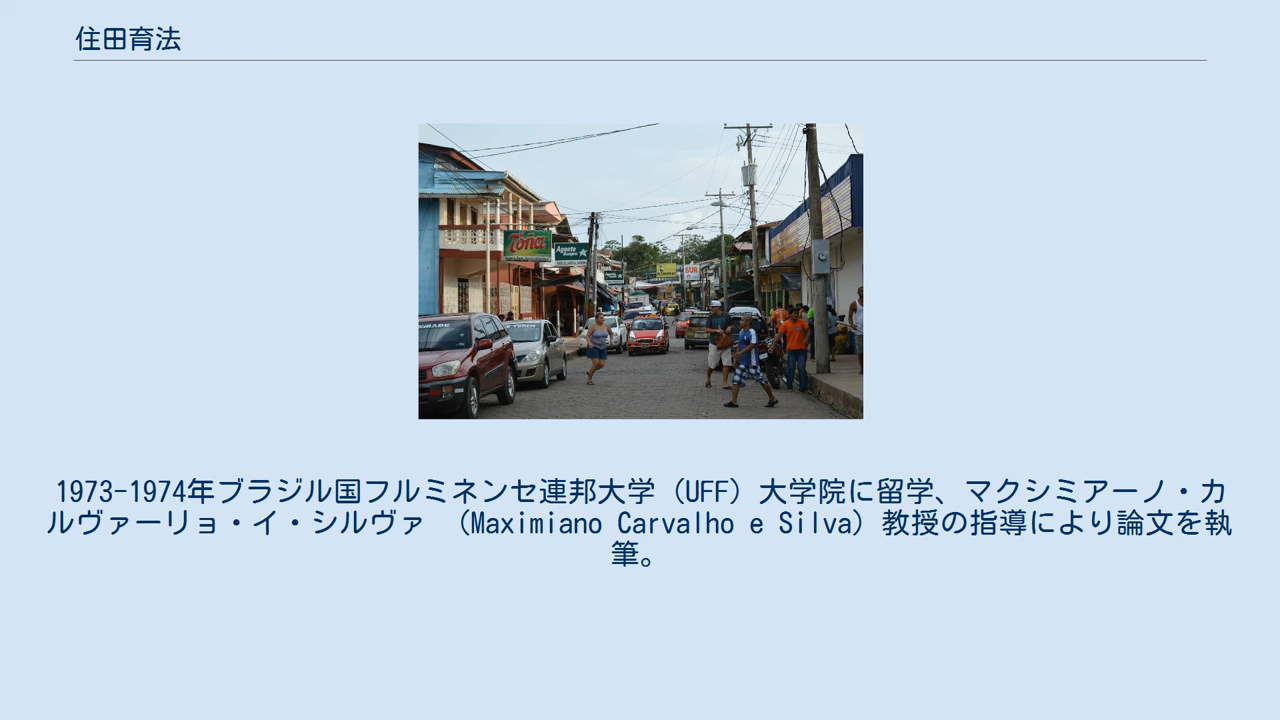 住田育法
Toña
Agente
SUR
1973-1974年ブラジル国フルミネンセ連邦大学（UFF）大学院に留学、マクシミアーノ・カ
ルヴァーリョ・イ・シルヴァ （Maximiano Carvalho e Silva）教授の指導により論文を執
筆。